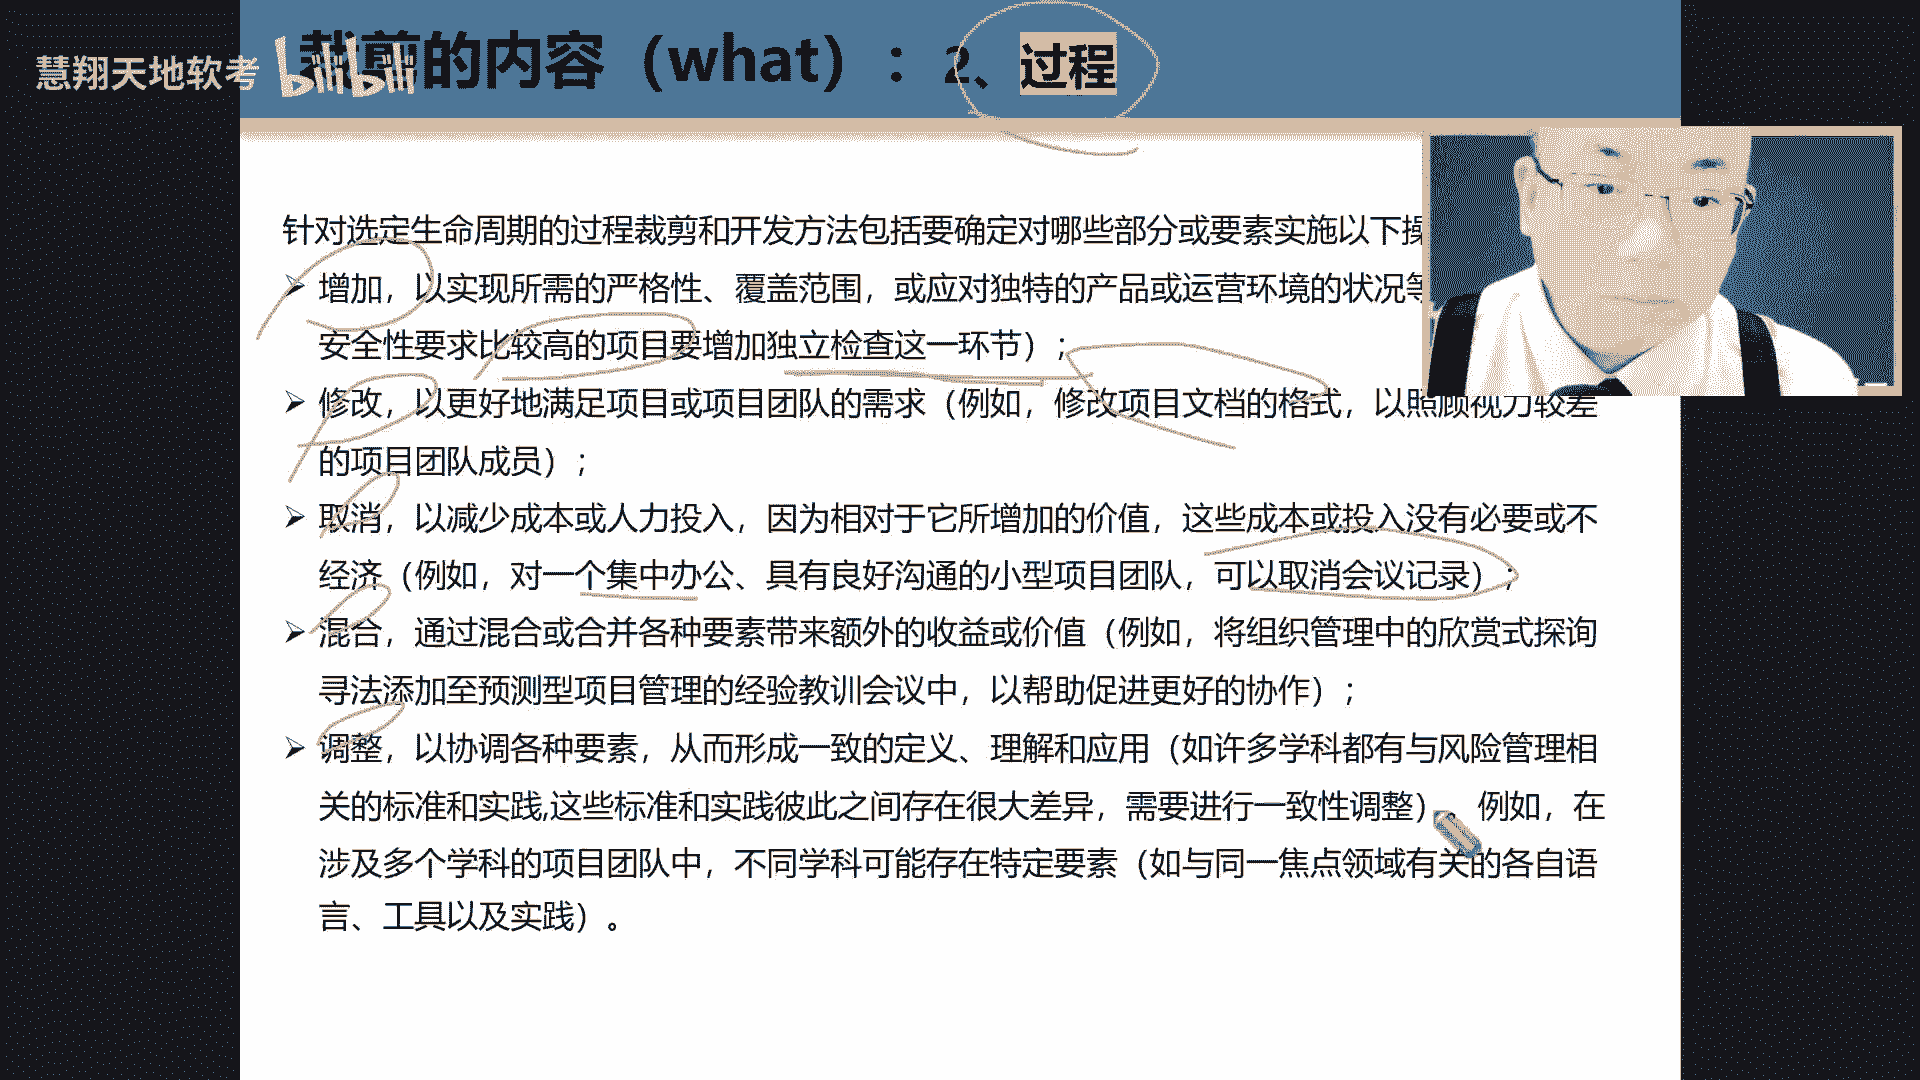 慧翔天地软考
bilibili
裁剪的内容（what）：2、过程
针对选定生命周期的过程裁剪和开发方法包括要确定对哪些部分或要素实施以下操
➢ 增加，以实现所需的严格性、覆盖范围，或应对独特的产品或运营环境的状况等
安全性要求比较高的项目要增加独立检查这一环节）；
➢ 修改，以更好地满足项目或项目团队的需求（例如，修改项目文档的格式，以照顾视力较差
的项目团队成员）；
➢ 取消，以减少成本或人力投入，因为相对于它所增加的价值，这些成本或投入没有必要或不
经济（例如，对一个集中办公、具有良好沟通的小型项目团队，可以取消会议记录）；
➢ 混合，通过混合或合并各种要素带来额外的收益或价值（例如，将组织管理中的欣赏式探询
寻法添加至预测型项目管理的经验教训会议中，以帮助促进更好的协作）；
➢ 调整，以协调各种要素，从而形成一致的定义、理解和应用（如许多学科都有与风险管理相
关的标准和实践,这些标准和实践彼此之间存在很大差异，需要进行一致性调整）。例如，在
涉及多个学科的项目团队中，不同学科可能存在特定要素（如与同一焦点领域有关的各自语
言、工具以及实践）。